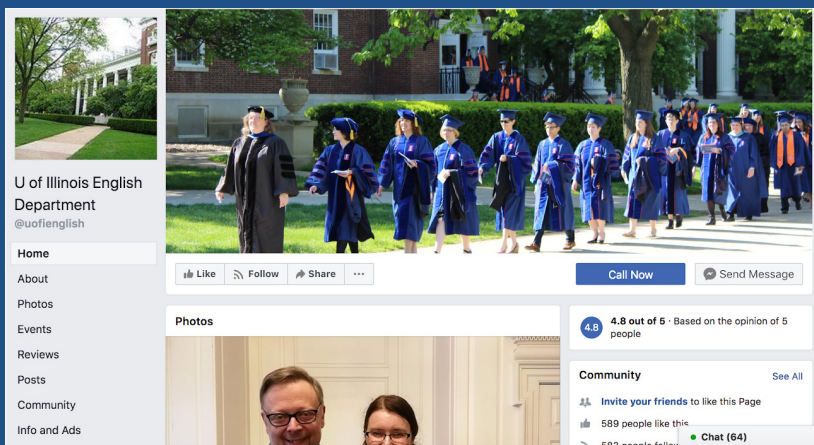 U of Illinois English
Department
@uofienglish
Home
About
Photos
Events
Reviews
Posts
Community
Info and Ads
Like
Follow
Share
Call Now
Send Message
Photos
4.8
4.8 out of 5 · Based on the opinion of 5
people
Community
See All
Invite your friends to like this Page
589 people like this
Chat (64)